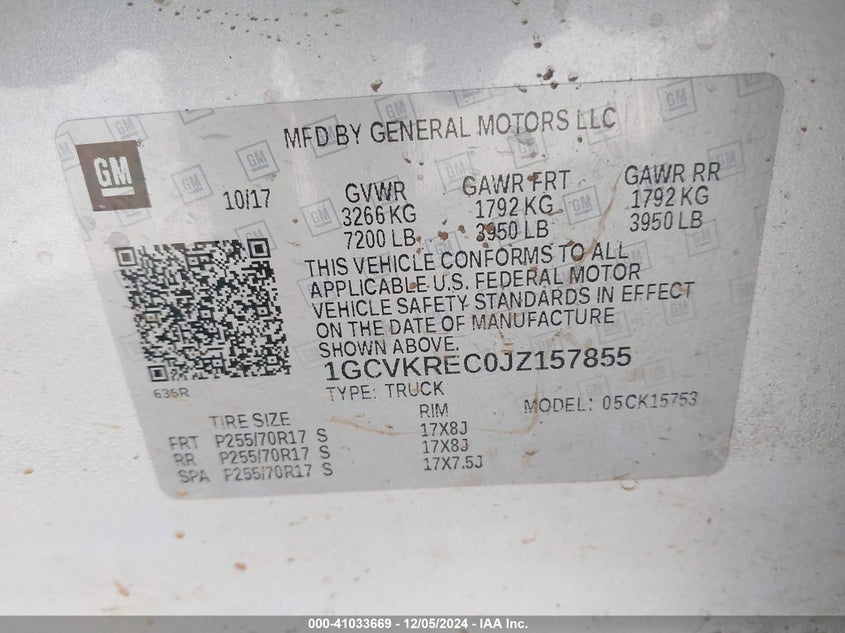 GM
MFD BY GENERAL MOTORS LLC
10/17
GVWR GAWR FRT GAWR RR
3266 KG 1792 KG 1792 KG
7200 LB 3950 LB 3950 LB
THIS VEHICLE CONFORMS TO ALL
APPLICABLE U.S. FEDERAL MOTOR
VEHICLE SAFETY STANDARDS IN EFFECT
ON THE DATE OF MANUFACTURE
SHOWN ABOVE.
1GCVKREC0JZ157855
636R
TYPE: TRUCK MODEL: 05CK15753
TIRE SIZE RIM
FRT P255/70R17 S 17X8J
RR P255/70R17 S 17X8J
SPA P255/70R17 S 17X7.5J
000-41033669 - 12/05/2024 - IAA Inc.